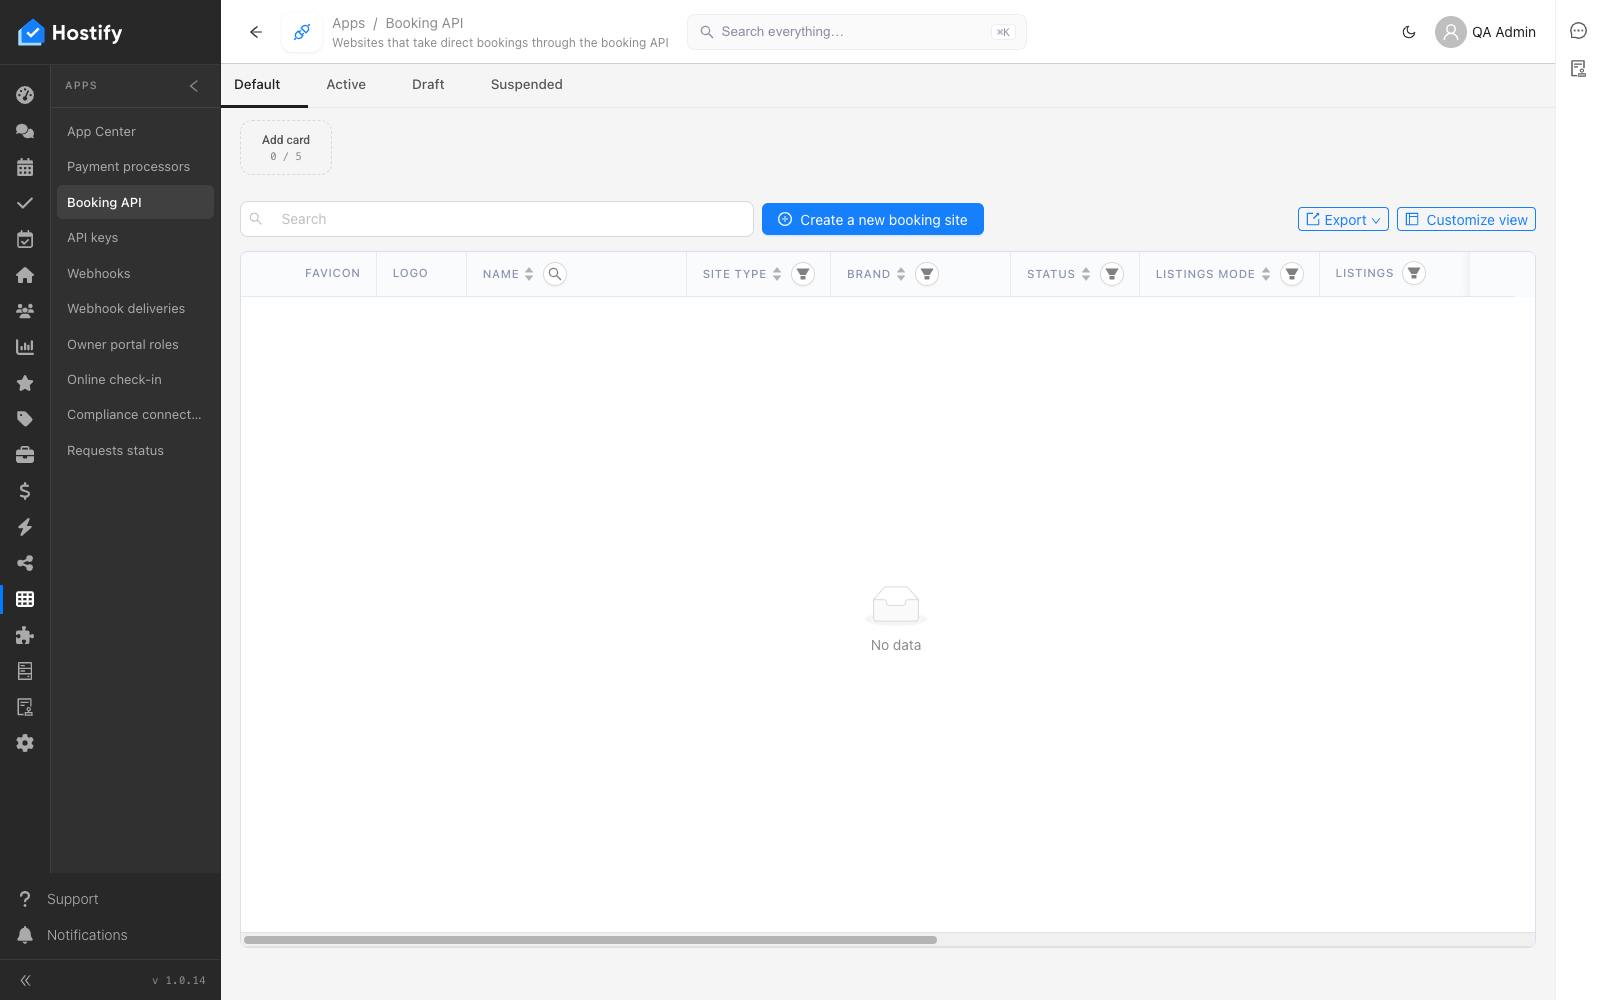 Hostify
APPS
App Center
Payment processors
Booking API
API keys
Webhooks
Webhook deliveries
Owner portal roles
Online check-in
Compliance connect...
Requests status
Support
Notifications
v 1.0.14
Apps / Booking API
Websites that take direct bookings through the booking API
Search everything...
⌘K
QA Admin
Default Active Draft Suspended
Add card
0 / 5
Search
Create a new booking site
Export
Customize view
FAVICON LOGO NAME SITE TYPE BRAND STATUS LISTINGS MODE LISTINGS
No data